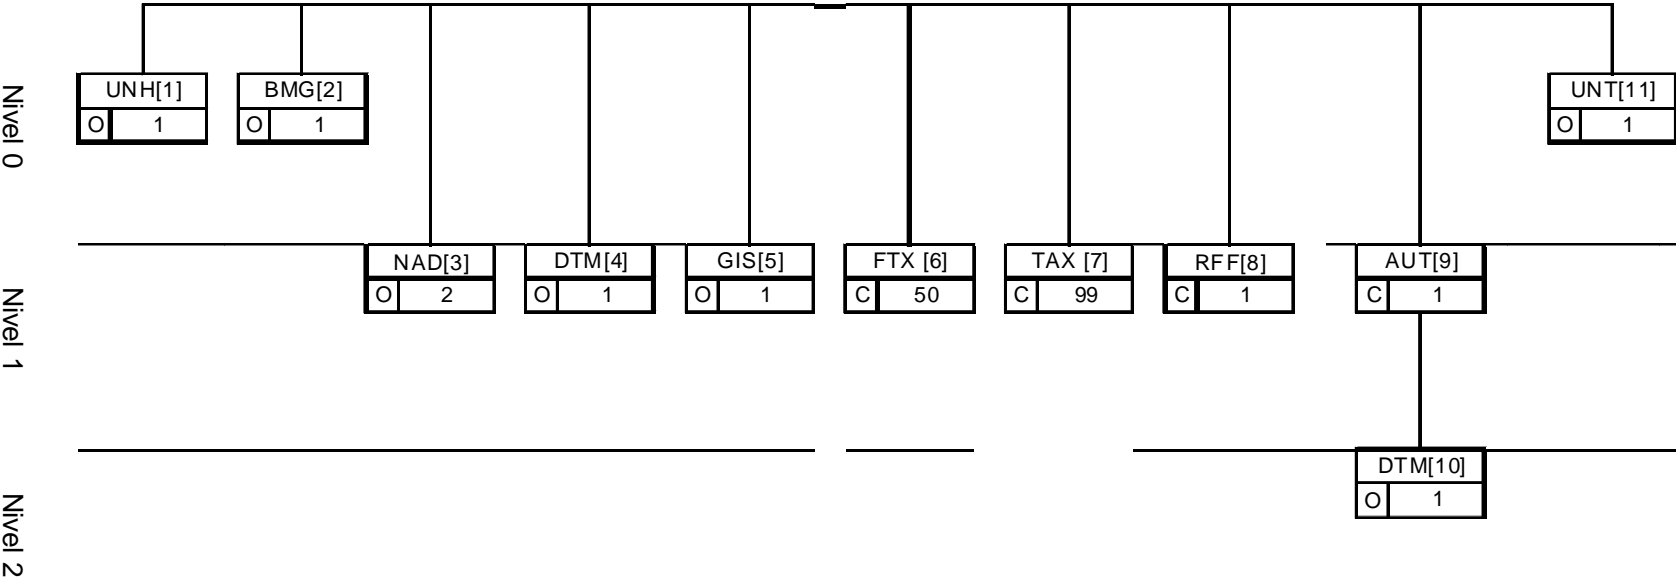 Nivel 0
UNH[1]
O 1
BMG[2]
O 1
UNT[11]
O 1
Nivel 1
NAD[3]
O 2
DTM[4]
O 1
GIS[5]
O 1
FTX [6]
C 50
TAX [7]
C 99
RFF[8]
C 1
AUT[9]
C 1
Nivel 2
DTM[10]
O 1